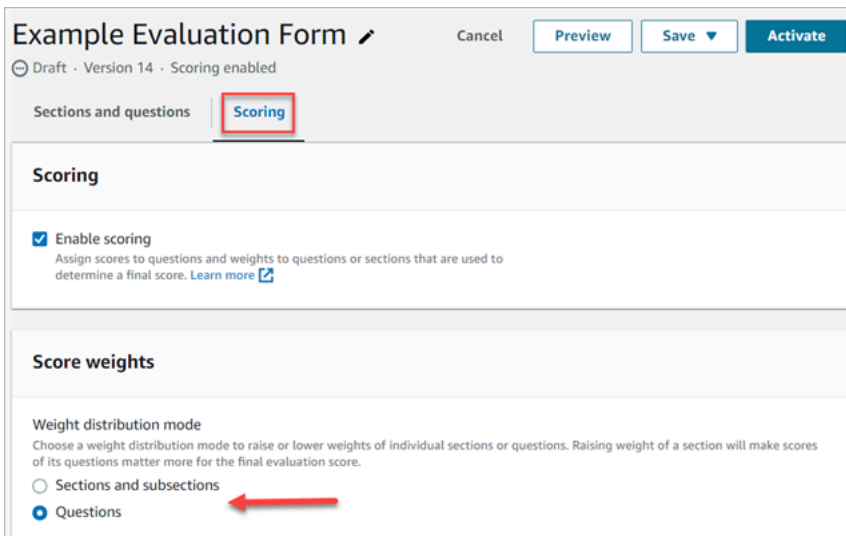 Example Evaluation Form
Cancel
Preview
Save
Activate
Draft · Version 14 · Scoring enabled
Sections and questions
Scoring
Scoring
Enable scoring
Assign scores to questions and weights to questions or sections that are used to
determine a final score. Learn more
Score weights
Weight distribution mode
Choose a weight distribution mode to raise or lower weights of individual sections or questions. Raising weight of a section will make scores
of its questions matter more for the final evaluation score.
Sections and subsections
Questions